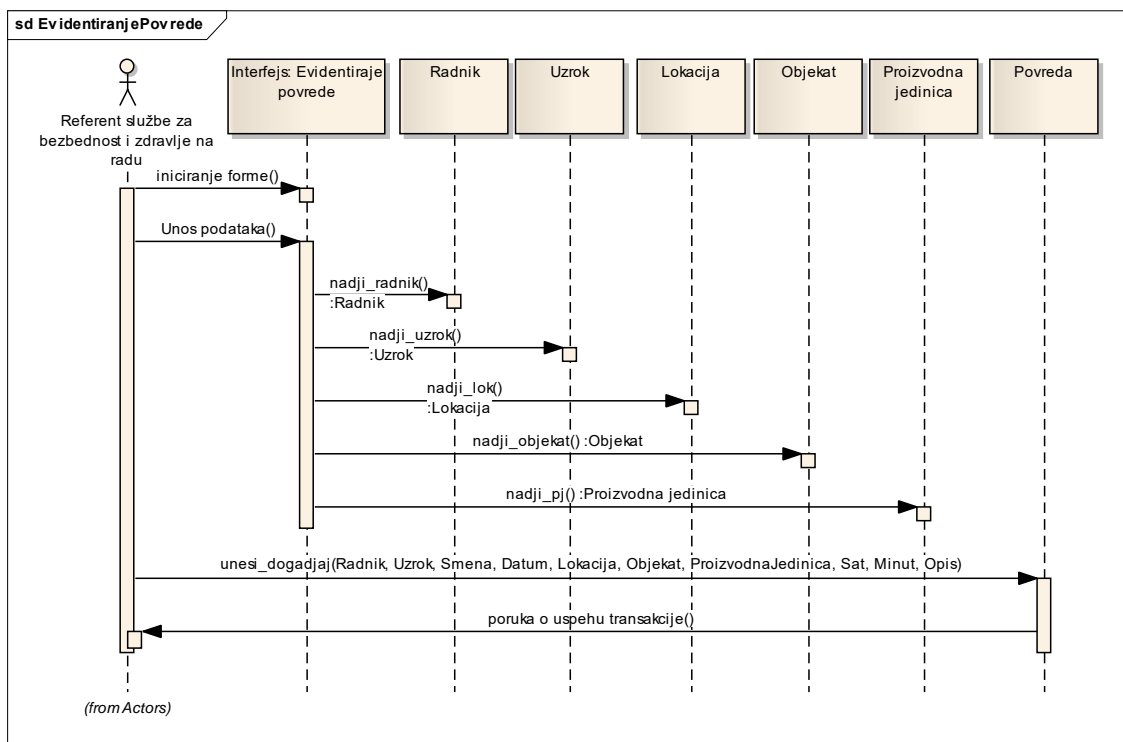 sd EvidentiranjePovrede
Referent službe za
bezbednost i zdravlje na
radu
Interfejs: Evidentiraje
povrede
Radnik
Uzrok
Lokacija
Objekat
Proizvodna
jedinica
Povreda
iniciranje forme()
Unos podataka()
nadji_radnik()
:Radnik
nadji_uzrok()
:Uzrok
nadji_lok()
:Lokacija
nadji_objekat() :Objekat
nadji_pj() :Proizvodna jedinica
unesi_dogadjaj(Radnik, Uzrok, Smena, Datum, Lokacija, Objekat, ProizvodnaJedinica, Sat, Minut, Opis)
poruka o uspehu transakcije()
(from Actors)